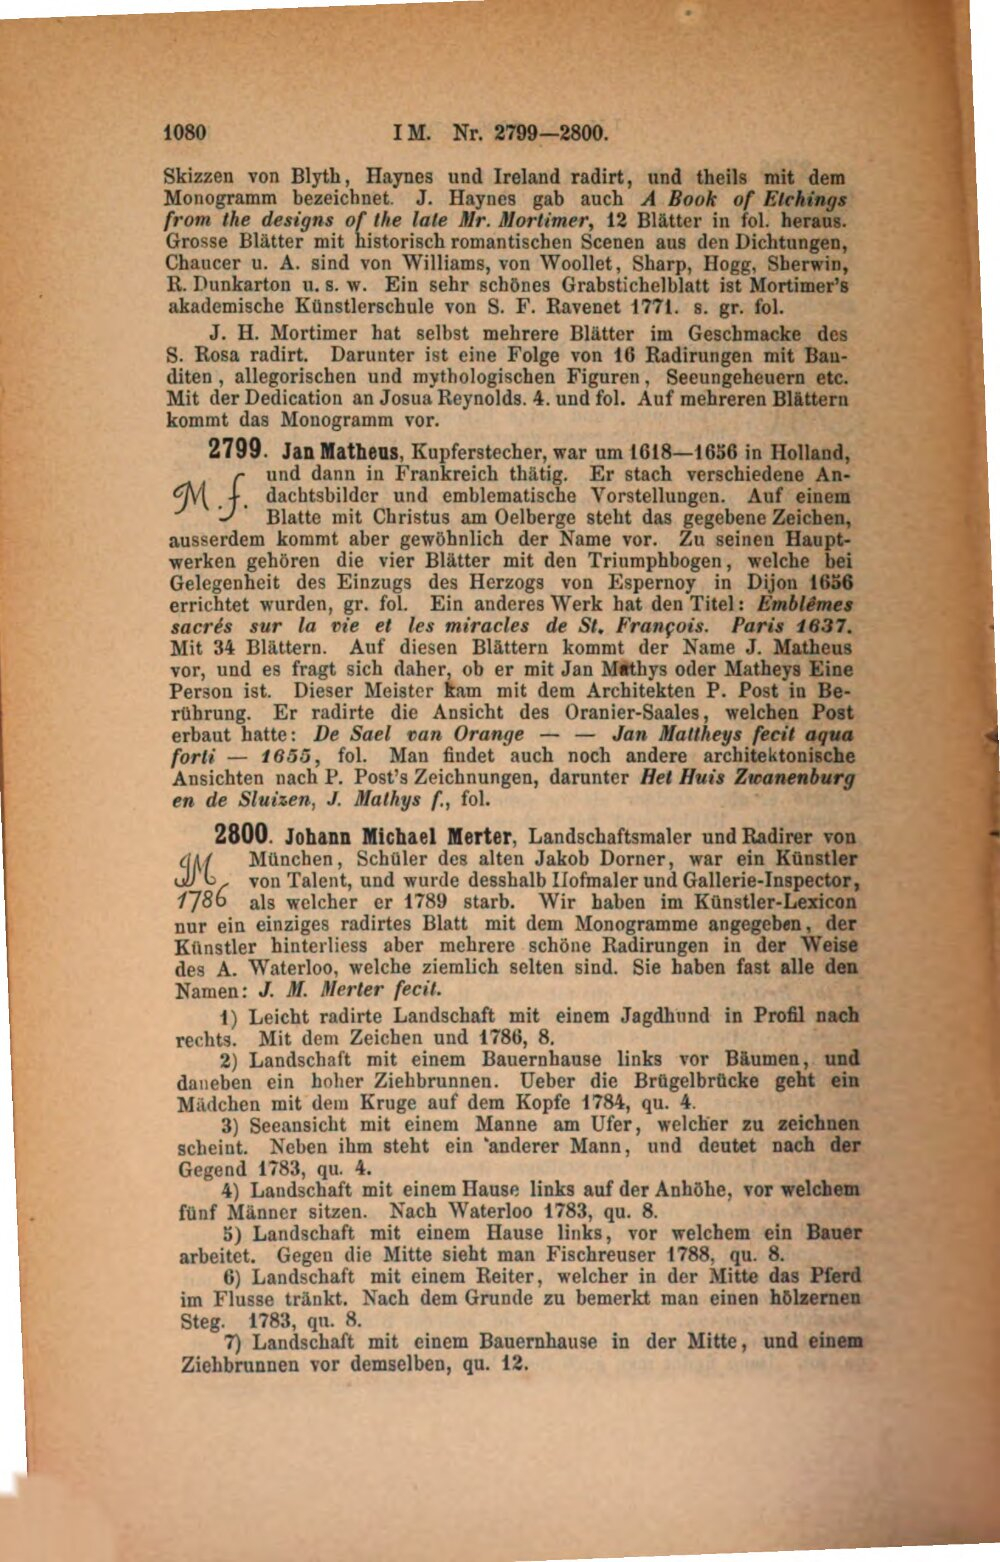 1080 IM. Nr. 2799—2800.
Skizzen von Blyth, Haynes und Ireland radirt, und theils mit dem
Monogramm bezeichnet. J. Haynes gab auch A Book of Etchings
from the designs of the late Mr. Mortimer, 12 Blätter in fol. heraus.
Grosse Blätter mit historisch romantischen Scenen aus den Dichtungen,
Chaucer u. A. sind von Williams, von Woollet, Sharp, Hogg, Sherwin,
R. Dunkarton u. s. w. Ein sehr schönes Grabstichelblatt ist Mortimer's
akademische Künstlerschule von S. F. Ravenet 1771. s. gr. fol.
J. H. Mortimer hat selbst mehrere Blätter im Geschmacke des
S. Rosa radirt. Darunter ist eine Folge von 16 Radirungen mit Ban-
diten, allegorischen und mythologischen Figuren, Seeungeheuern etc.
Mit der Dedication an Josua Reynolds. 4. und fol. Auf mehreren Blättern
kommt das Monogramm vor.
2799. Jan Matheus, Kupferstecher, war um 1618—1656 in Holland,
und dann in Frankreich thätig. Er stach verschiedene An-
JM . f. dachtsbilder und emblematische Vorstellungen. Auf einem
Blatte mit Christus am Oelberge steht das gegebene Zeichen,
ausserdem kommt aber gewöhnlich der Name vor. Zu seinen Haupt-
werken gehören die vier Blätter mit den Triumphbogen, welche bei
Gelegenheit des Einzugs des Herzogs von Espernoy in Dijon 1656
errichtet wurden, gr. fol. Ein anderes Werk hat den Titel: Emblêmes
sacrés sur la vie et les miracles de St. François. Paris 1637.
Mit 34 Blättern. Auf diesen Blättern kommt der Name J. Matheus
vor, und es fragt sich daher, ob er mit Jan Mathys oder Matheys Eine
Person ist. Dieser Meister kam mit dem Architekten P. Post in Be-
rührung. Er radirte die Ansicht des Oranier-Saales, welchen Post
erbaut hatte: De Sael van Orange — — Jan Mattheys fecit aqua
forti — 1655, fol. Man findet auch noch andere architektonische
Ansichten nach P. Post's Zeichnungen, darunter Het Huis Zwanenburg
en de Sluizen, J. Mathys f., fol.
2800. Johann Michael Merter, Landschaftsmaler und Radirer von
JM München, Schüler des alten Jakob Dorner, war ein Künstler
von Talent, und wurde desshalb Hofmaler und Gallerie-Inspector,
1786 als welcher er 1789 starb. Wir haben im Künstler-Lexicon
nur ein einziges radirtes Blatt mit dem Monogramme angegeben, der
Künstler hinterliess aber mehrere schöne Radirungen in der Weise
des A. Waterloo, welche ziemlich selten sind. Sie haben fast alle den
Namen: J. M. Merter fecit.
1) Leicht radirte Landschaft mit einem Jagdhund in Profil nach
rechts. Mit dem Zeichen und 1786, 8.
2) Landschaft mit einem Bauernhause links vor Bäumen, und
daneben ein hoher Ziehbrunnen. Ueber die Brügelbrücke geht ein
Mädchen mit dem Kruge auf dem Kopfe 1784, qu. 4.
3) Seeansicht mit einem Manne am Ufer, welcher zu zeichnen
scheint. Neben ihm steht ein anderer Mann, und deutet nach der
Gegend 1783, qu. 4.
4) Landschaft mit einem Hause links auf der Anhöhe, vor welchem
fünf Männer sitzen. Nach Waterloo 1783, qu. 8.
5) Landschaft mit einem Hause links, vor welchem ein Bauer
arbeitet. Gegen die Mitte sieht man Fischreuser 1788, qu. 8.
6) Landschaft mit einem Reiter, welcher in der Mitte das Pferd
im Flusse tränkt. Nach dem Grunde zu bemerkt man einen hölzernen
Steg. 1783, qu. 8.
7) Landschaft mit einem Bauernhause in der Mitte, und einem
Ziehbrunnen vor demselben, qu. 12.